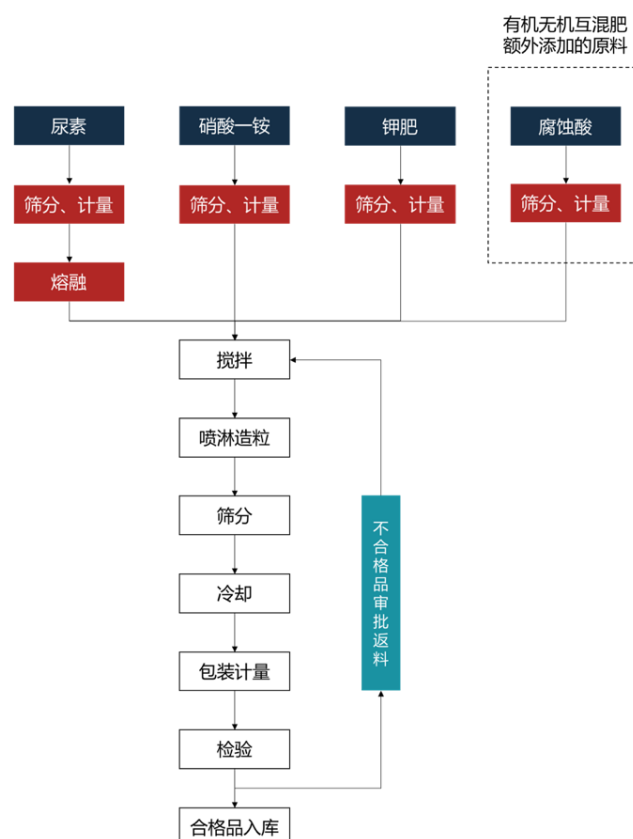 有机无机互混肥
额外添加的原料
尿素
硝酸一铵
钾肥
腐蚀酸
筛分、计量
筛分、计量
筛分、计量
筛分、计量
熔融
搅拌
喷淋造粒
筛分
冷却
包装计量
检验
合格品入库
不合格品审批返料